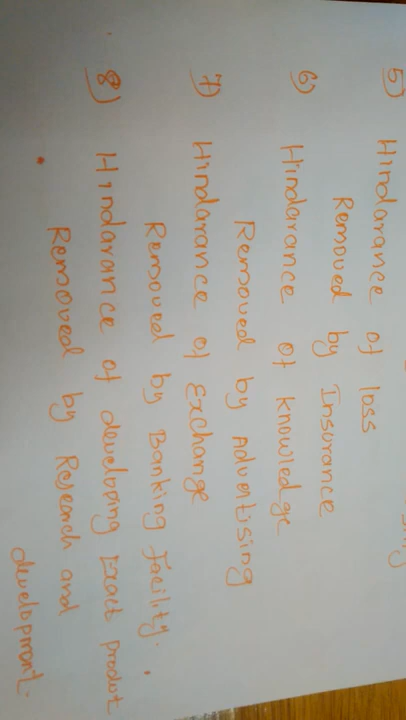 5) Hindarance of loss
Removed by Insurance
6) Hindarance of knowledge
Removed by Advertising
7) Hindarance of Exchange
Removed by Banking facility.
8) Hindarance of developing Exact product
Removed by Research and
development.